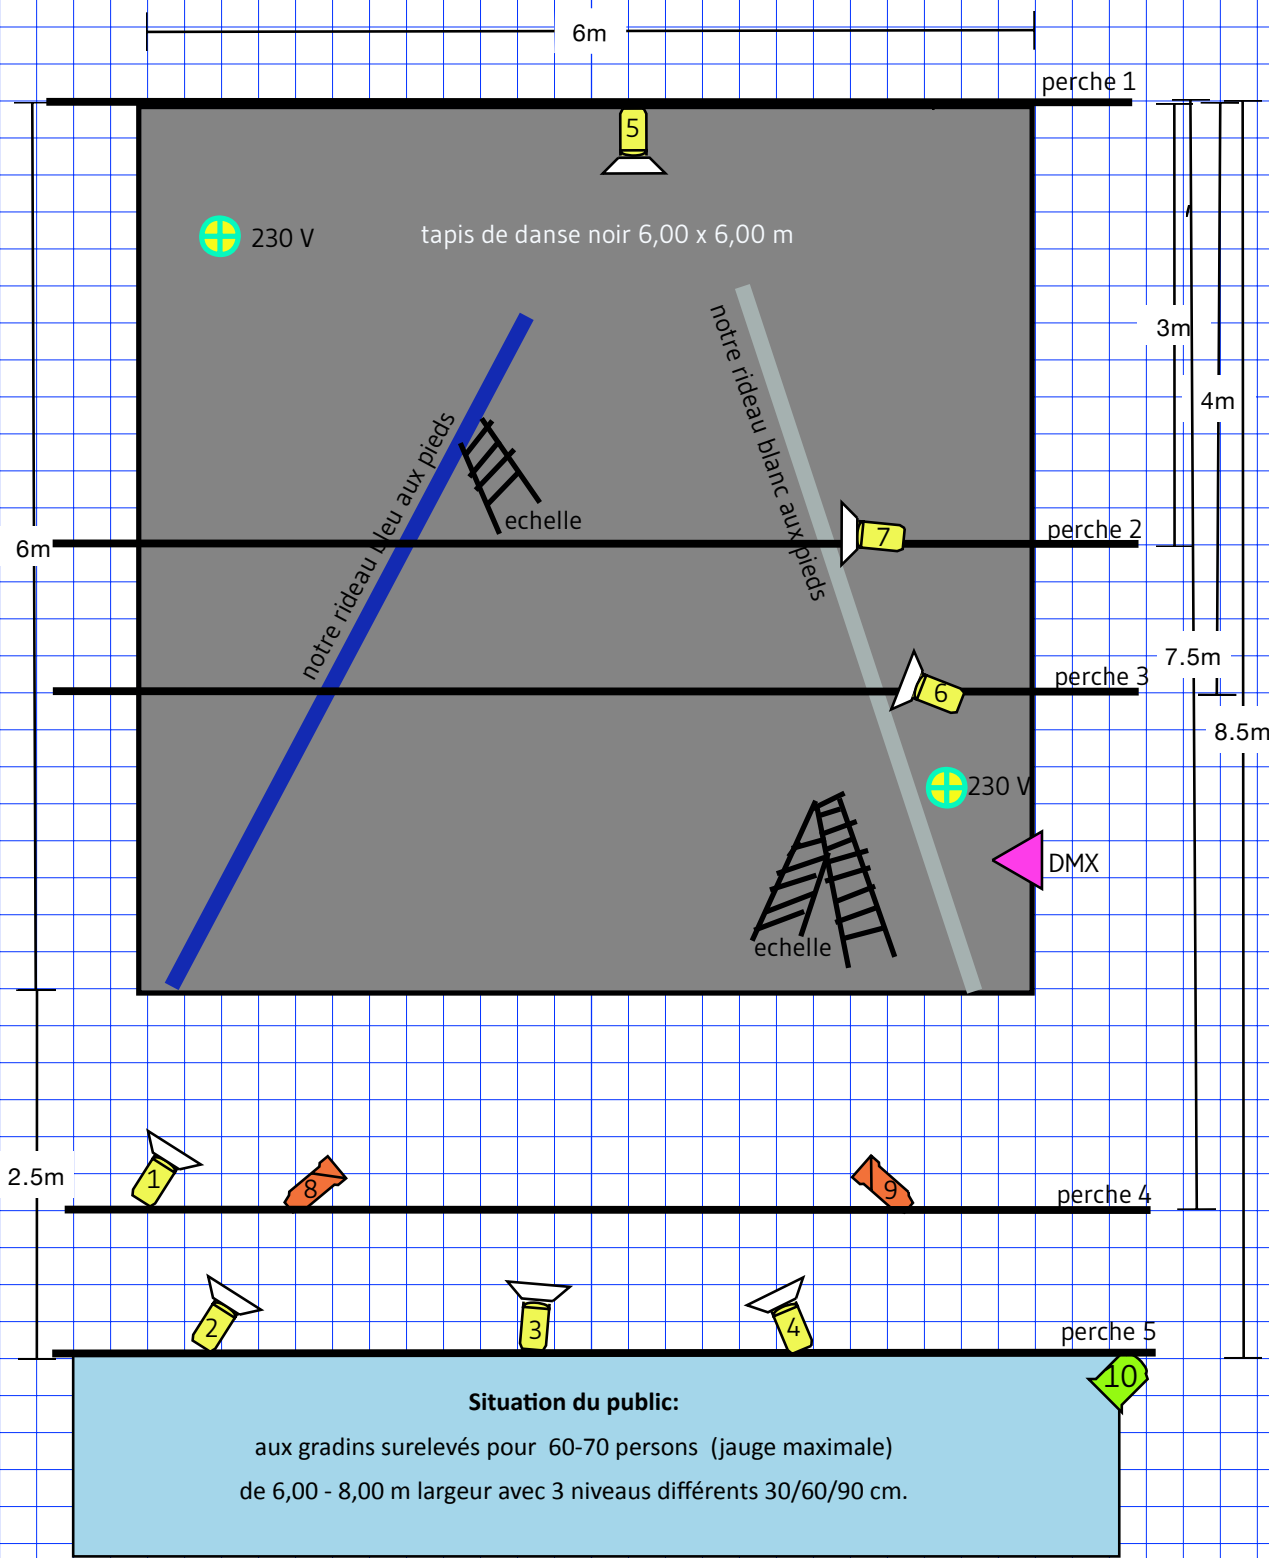 6m
perche 1
5
230 V
tapis de danse noir 6,00 x 6,00 m
3m
4m
notre rideau bleu aux pieds
notre rideau blanc aux pieds
echelle
7
perche 2
6m
7.5m
perche 3
6
8.5m
230 V
DMX
echelle
1
8
9
2.5m
perche 4
2
3
4
perche 5
10
Situation du public:
aux gradins surelevés pour 60-70 persons (jauge maximale)
de 6,00 - 8,00 m largeur avec 3 niveaus différents 30/60/90 cm.